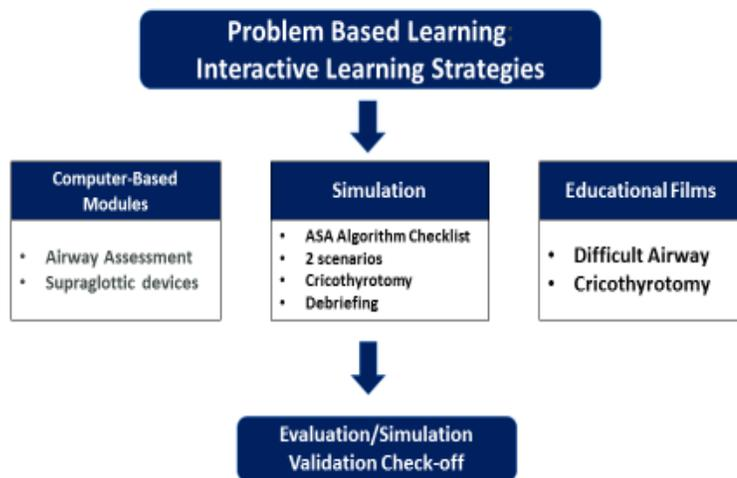 Problem Based Learning:
Interactive Learning Strategies
Computer-Based
Modules
• Airway Assessment
• Supraglottic devices
Simulation
• ASA Algorithm Checklist
• 2 scenarios
• Cricothyrotomy
• Debriefing
Educational Films
• Difficult Airway
• Cricothyrotomy
Evaluation/Simulation
Validation Check-off